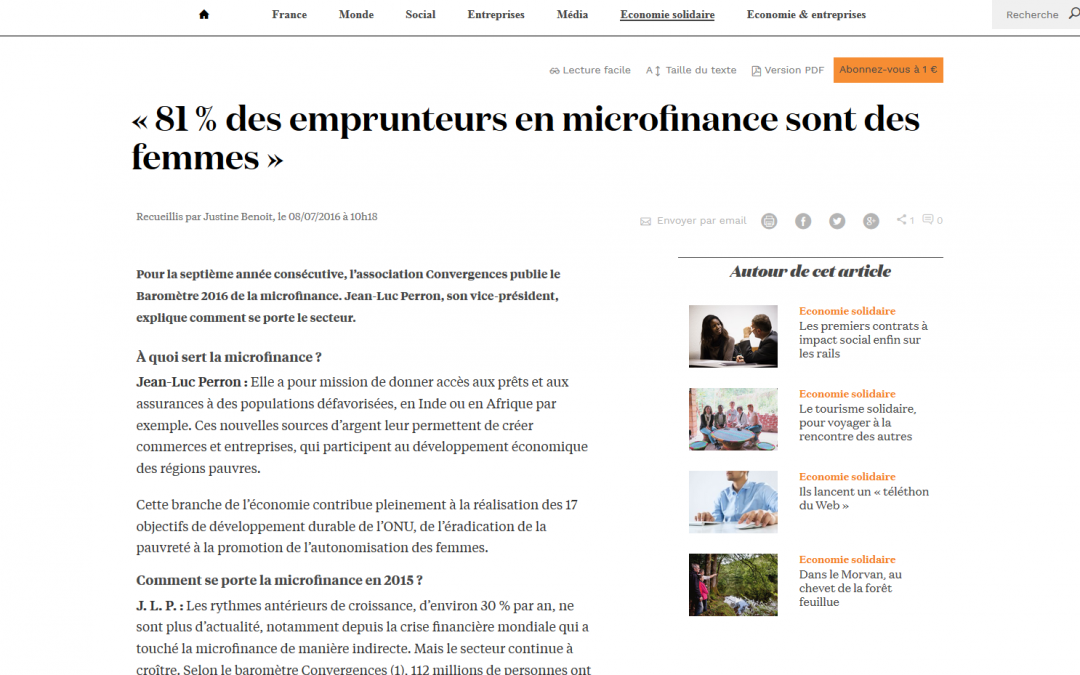 France Monde Social Entreprises Média Economie solidaire Economie & entreprises Recherche
Lecture facile A Taille du texte Version PDF Abonnez-vous à 1 €
« 81 % des emprunteurs en microfinance sont des
femmes »
Recueillis par Justine Benoit, le 08/07/2016 à 10h18
Envoyer par email 1 0
Pour la septième année consécutive, l’association Convergences publie le
Baromètre 2016 de la microfinance. Jean-Luc Perron, son vice-président,
explique comment se porte le secteur.
À quoi sert la microfinance ?
Jean-Luc Perron : Elle a pour mission de donner accès aux prêts et aux
assurances à des populations défavorisées, en Inde ou en Afrique par
exemple. Ces nouvelles sources d’argent leur permettent de créer
commerces et entreprises, qui participent au développement économique
des régions pauvres.
Cette branche de l’économie contribue pleinement à la réalisation des 17
objectifs de développement durable de l’ONU, de l’éradication de la
pauvreté à la promotion de l’autonomisation des femmes.
Comment se porte la microfinance en 2015 ?
J. L. P. : Les rythmes antérieurs de croissance, d’environ 30 % par an, ne
sont plus d’actualité, notamment depuis la crise financière mondiale qui a
touché la microfinance de manière indirecte. Mais le secteur continue à
croître. Selon le baromètre Convergences (1), 112 millions de personnes ont
Autour de cet article
Economie solidaire
Les premiers contrats à
impact social enfin sur
les rails
Economie solidaire
Le tourisme solidaire,
pour voyager à la
rencontre des autres
Economie solidaire
Ils lancent un « téléthon
du Web »
Economie solidaire
Dans le Morvan, au
chevet de la forêt
feuillue